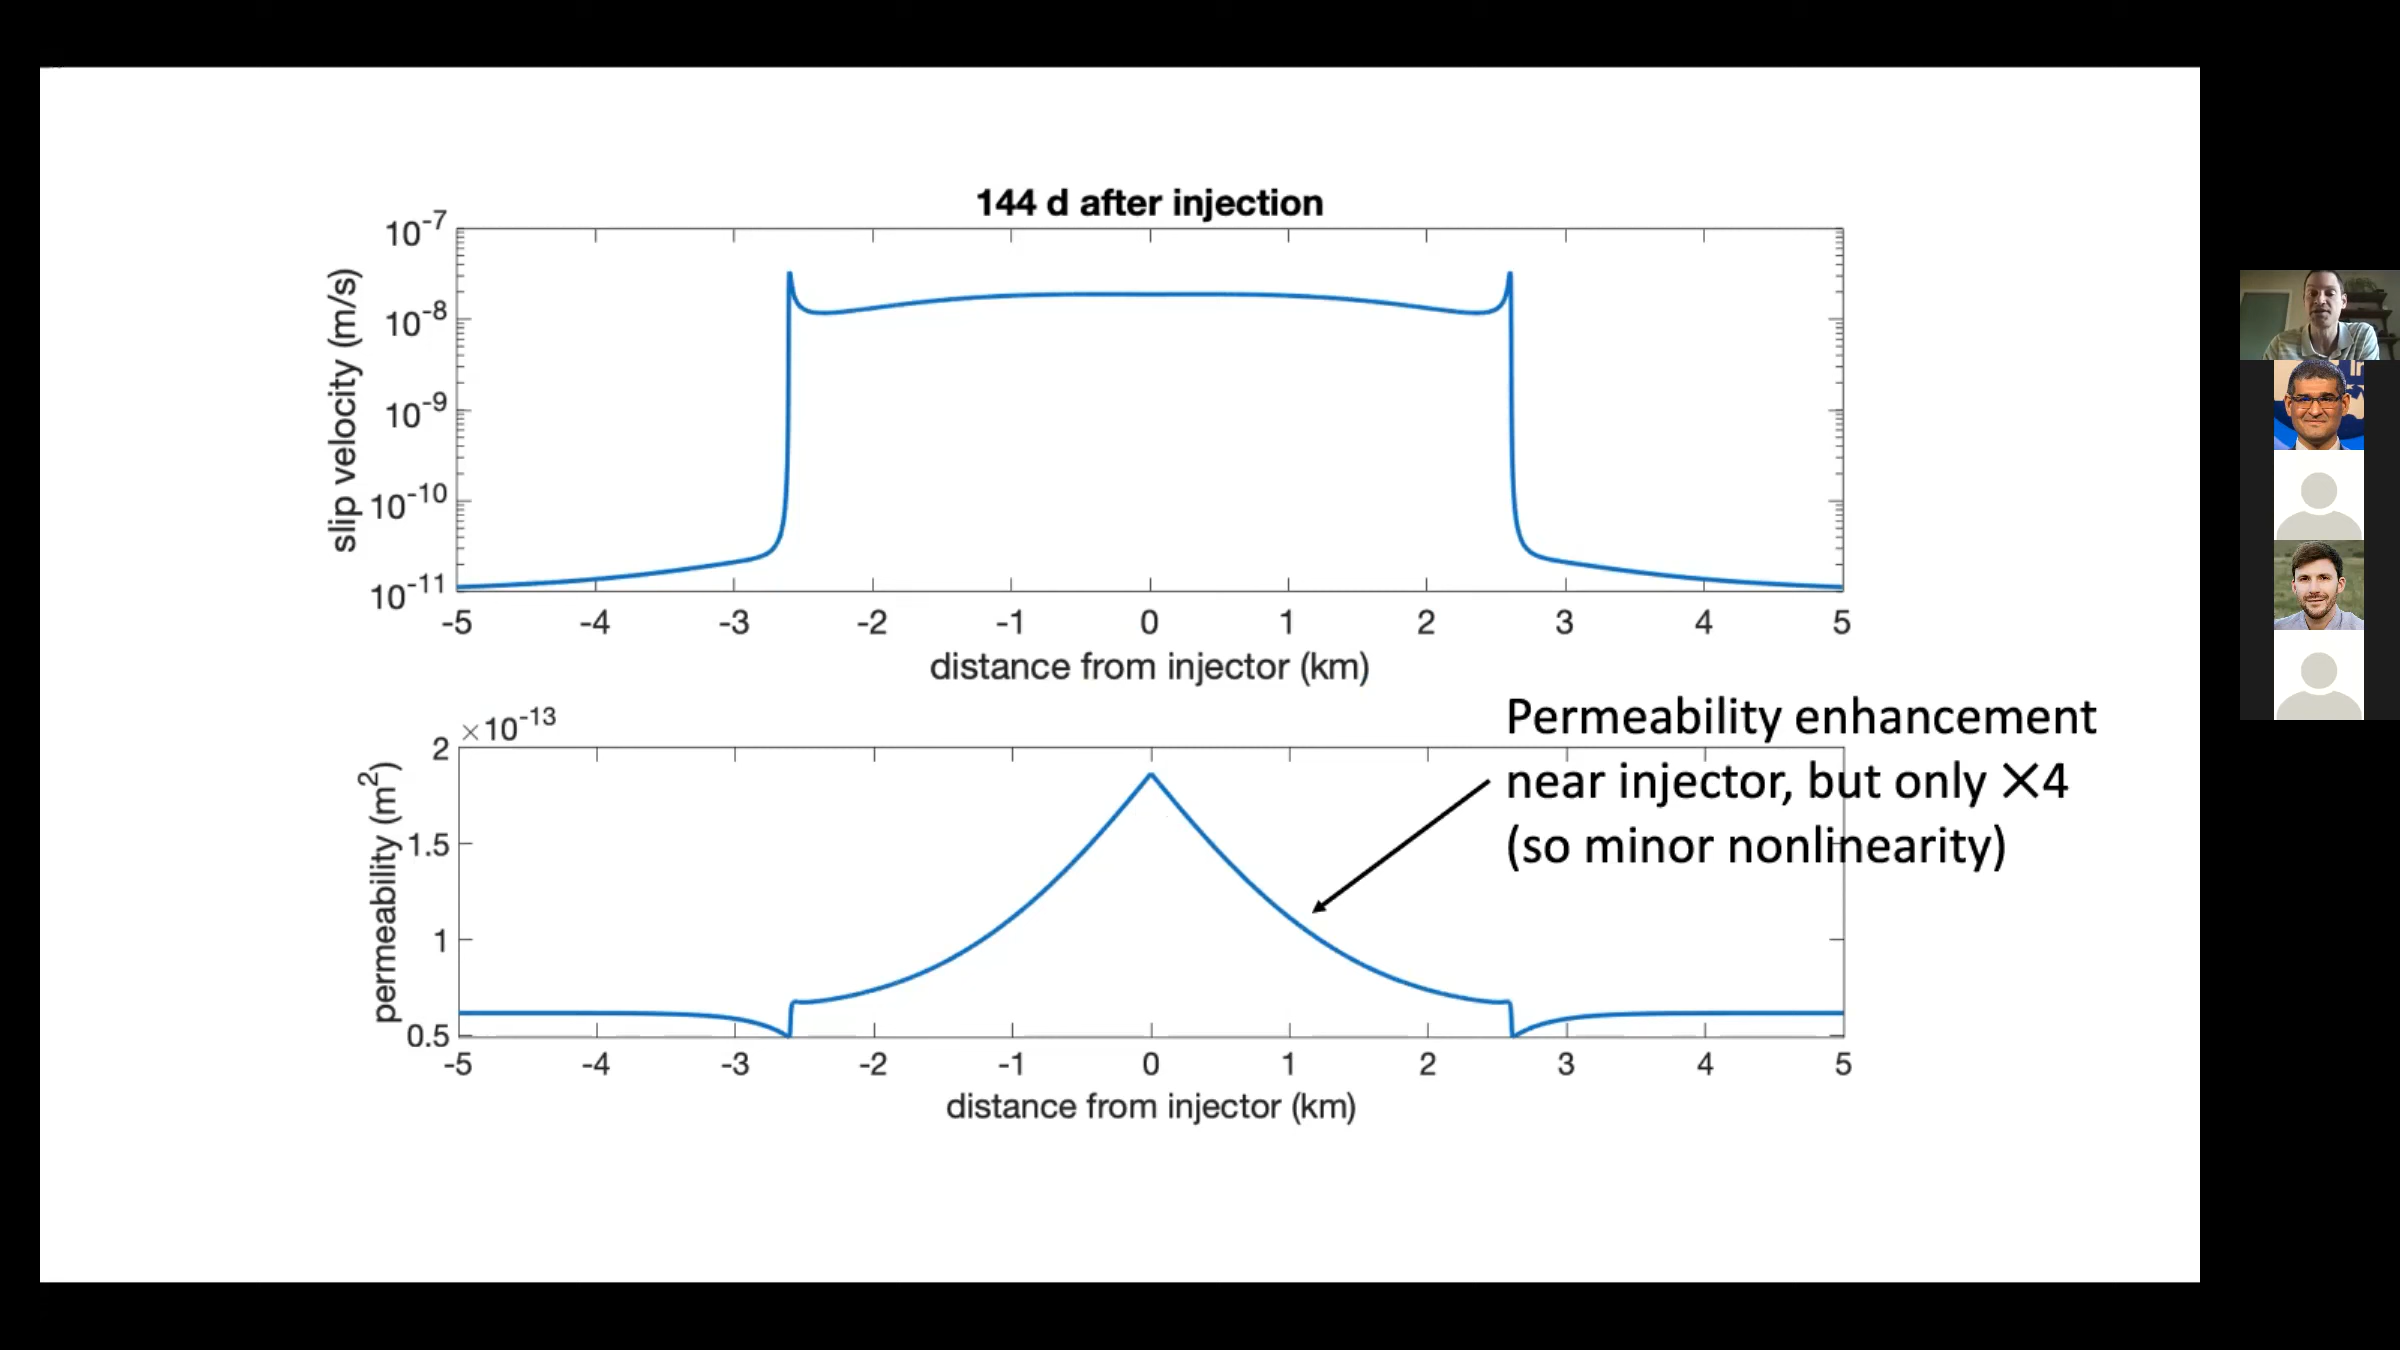 144 d after injection
10-7
10-8
10-9
10-10
10-11
slip velocity (m/s)
-5 -4 -3 -2 -1 0 1 2 3 4 5
distance from injector (km)
Permeability enhancement
near injector, but only ×4
(so minor nonlinearity)
×10-13
2
1.5
1
0.5
permeability (m2)
-5 -4 -3 -2 -1 0 1 2 3 4 5
distance from injector (km)